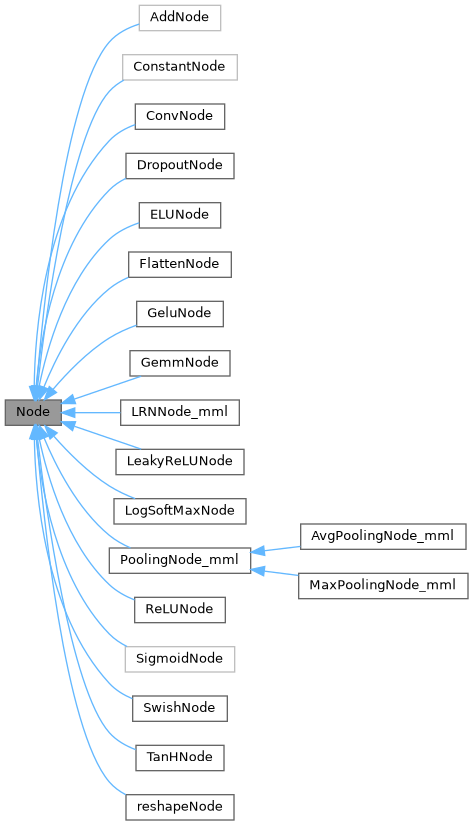 AddNode
ConstantNode
ConvNode
DropoutNode
ELUNode
FlattenNode
GeluNode
GemmNode
Node
LRNNode_mml
LeakyReLUNode
LogSoftMaxNode
AvgPoolingNode_mml
PoolingNode_mml
MaxPoolingNode_mml
ReLUNode
SigmoidNode
SwishNode
TanHNode
reshapeNode